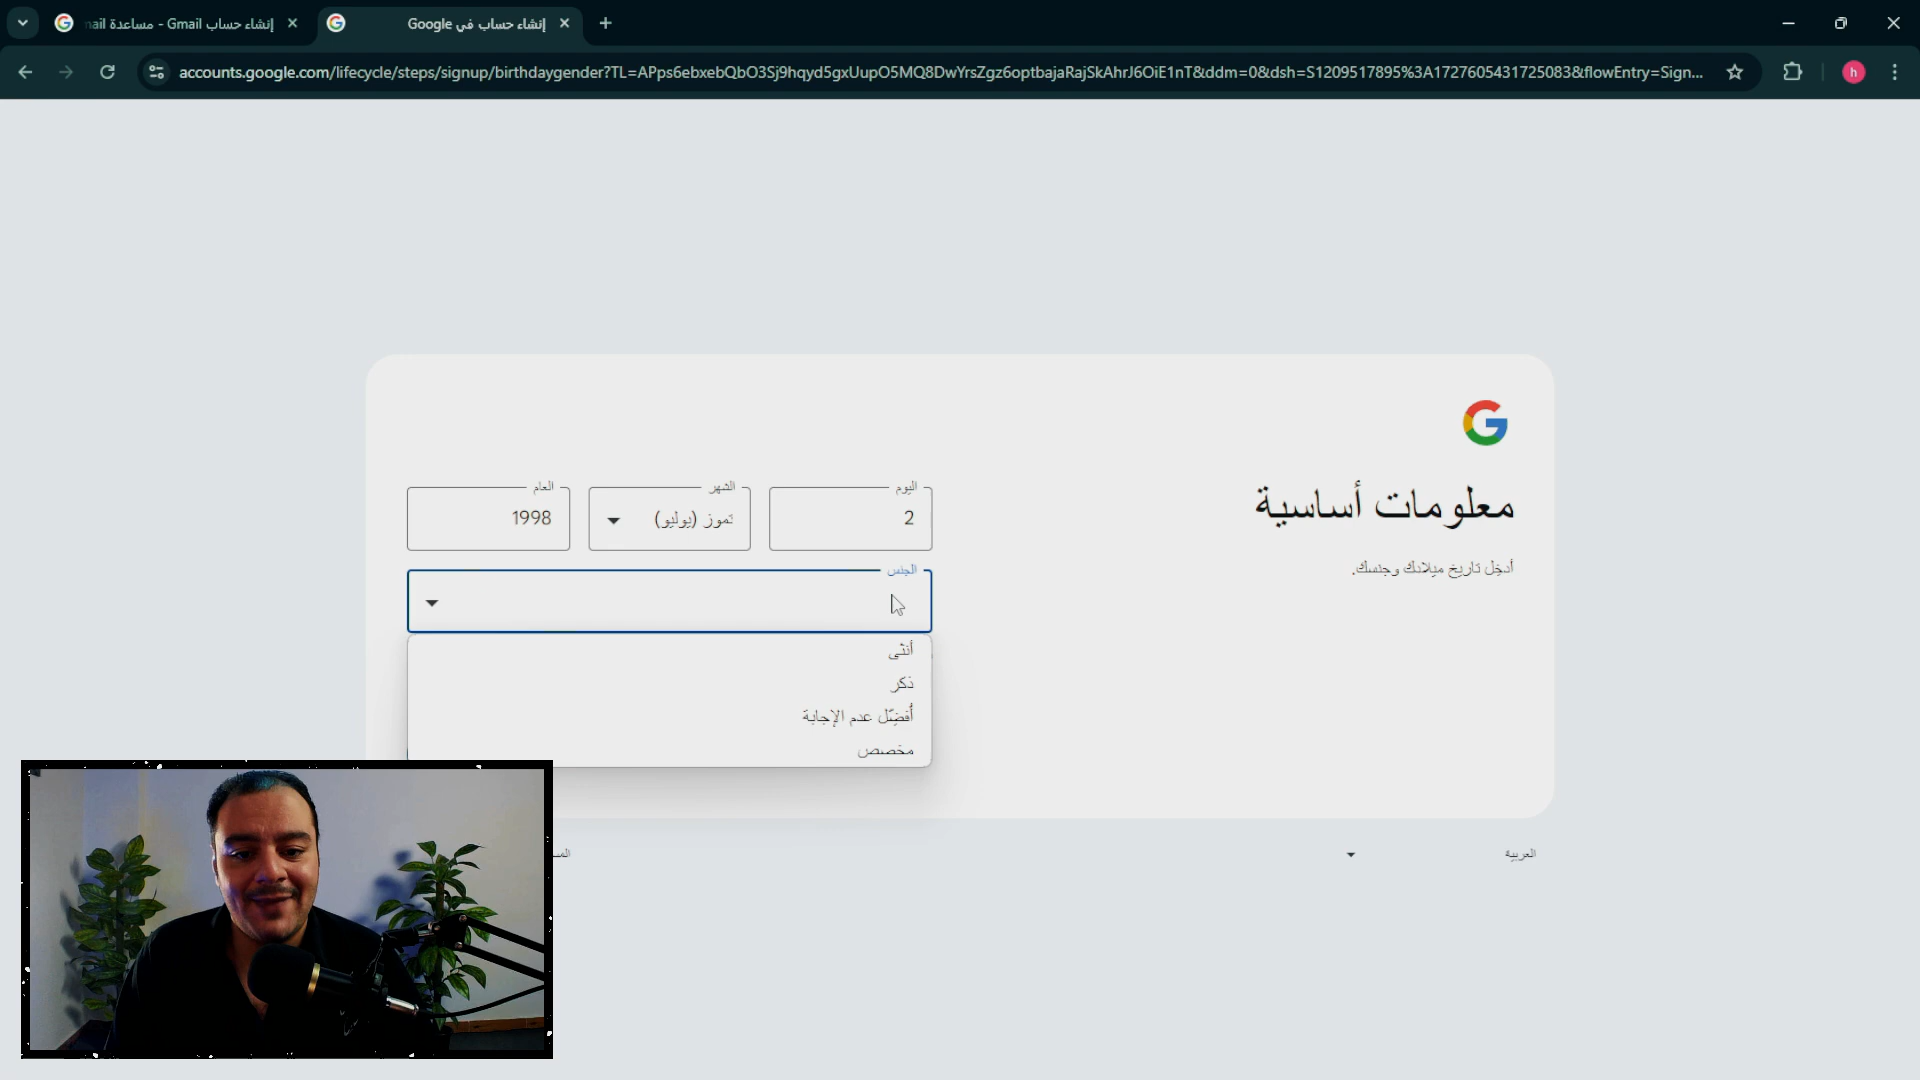 إنشاء حساب Gmail - مساعدة
إنشاء حساب في Google
accounts.google.com/lifecycle/steps/signup/birthdaygender?TL=APps6ebxebQbO3Sj9hqyd5gxUupO5MQ8DwYrsZgz6optbajaRajSkAhrJ6OiE1nT&ddm=0&dsh=S1209517895%3A1727605431725083&flowEntry=Sign...
h
معلومات أساسية
أدخِل تاريخ ميلادك وجنسك.
اليوم
2
الشهر
تموز (يوليو)
العام
1998
الجنس
أنثى
ذكر
أُفضِّل عدم الإجابة
مخصص
العربية